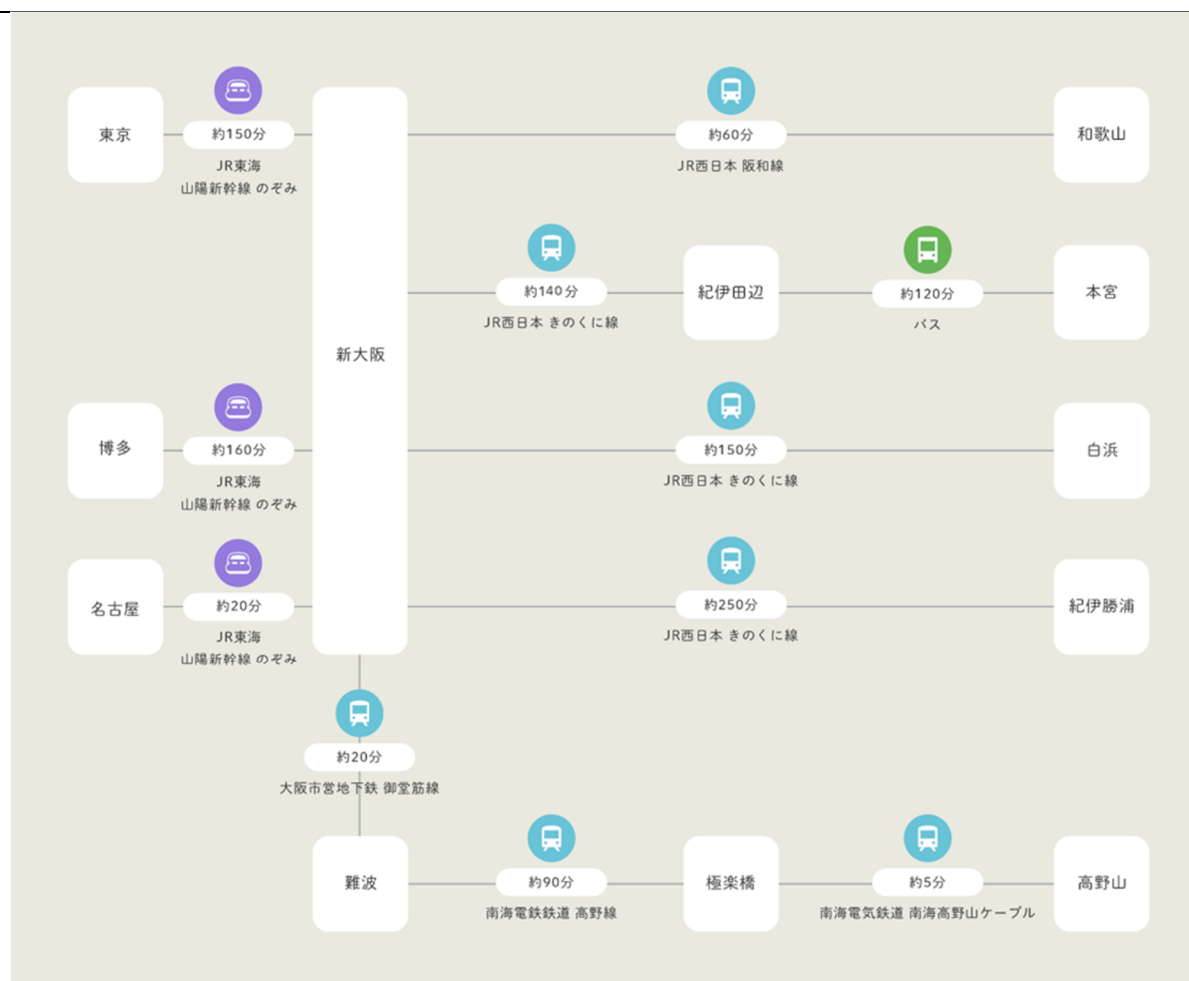 東京
約150分
JR東海
山陽新幹線 のぞみ
新大阪
約60分
JR西日本 阪和線
和歌山
約140分
JR西日本 きのくに線
紀伊田辺
約120分
バス
本宮
博多
約160分
JR東海
山陽新幹線 のぞみ
約150分
JR西日本 きのくに線
白浜
名古屋
約20分
JR東海
山陽新幹線 のぞみ
約250分
JR西日本 きのくに線
紀伊勝浦
約20分
大阪市営地下鉄 御堂筋線
難波
約90分
南海電鉄鉄道 高野線
極楽橋
約5分
南海電気鉄道 南海高野山ケーブル
高野山